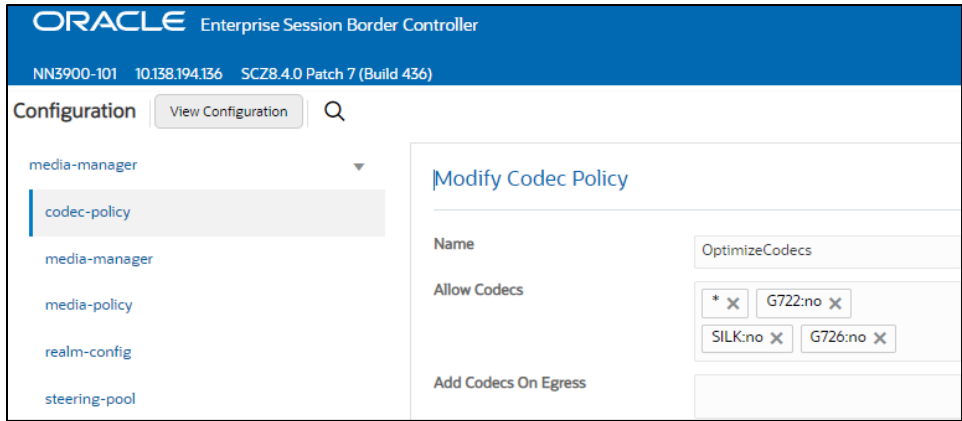 ORACLE Enterprise Session Border Controller
NN3900-101 10.138.194.136 SCZ8.4.0 Patch 7 (Build 436)
Configuration View Configuration
media-manager
codec-policy
media-manager
media-policy
realm-config
steering-pool
Modify Codec Policy
Name OptimizeCodecs
Allow Codecs * G722:no
SILK:no G726:no
Add Codecs On Egress